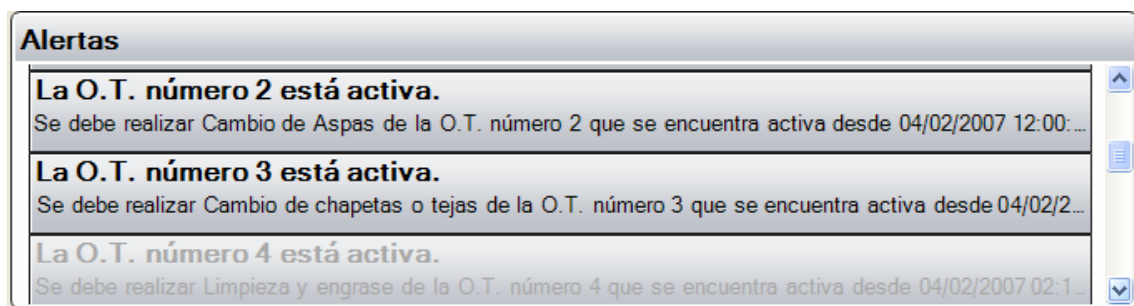 Alertas
La O.T. número 2 está activa.
Se debe realizar Cambio de Aspas de la O.T. número 2 que se encuentra activa desde 04/02/2007 12:00:...
La O.T. número 3 está activa.
Se debe realizar Cambio de chapetas o tejas de la O.T. número 3 que se encuentra activa desde 04/02/2...
La O.T. número 4 está activa.
Se debe realizar Limpieza y engrase de la O.T. número 4 que se encuentra activa desde 04/02/2007 02:1...